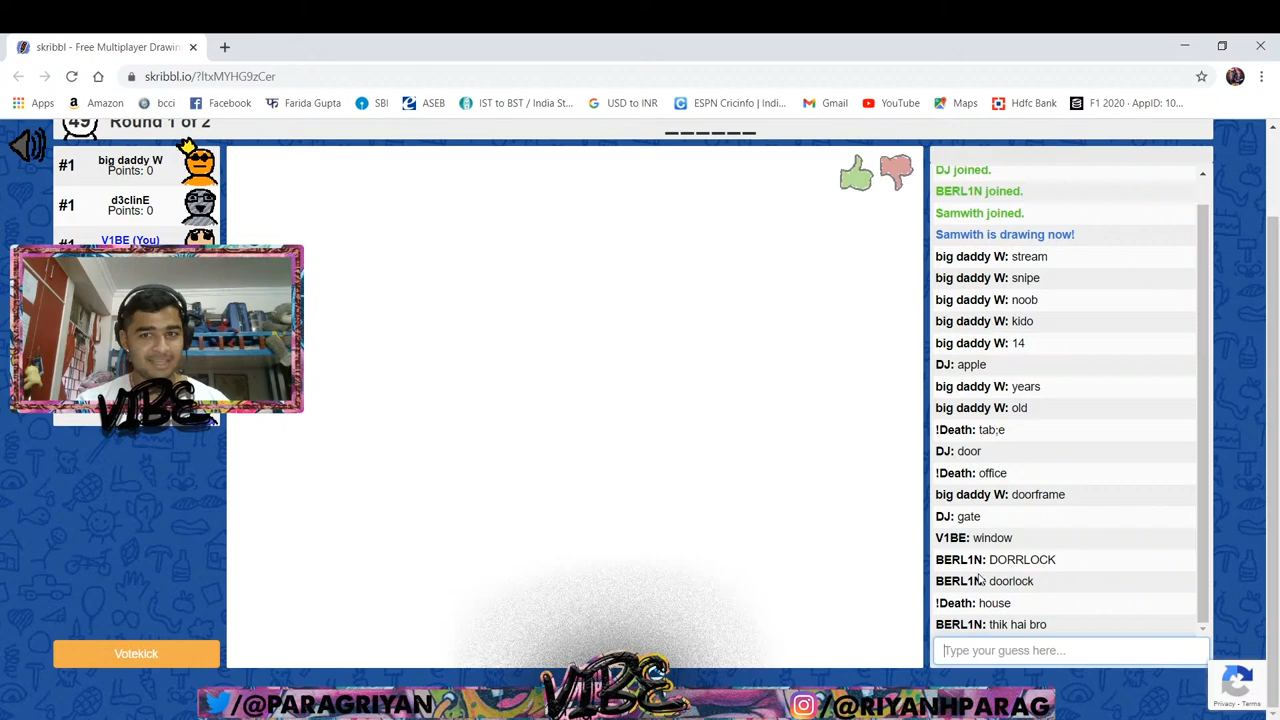 skribbl - Free Multiplayer Drawin
skribbl.io/?ltxMYHG9zCer
Apps Amazon bcci Facebook Farida Gupta SBI ASEB IST to BST / India St... USD to INR ESPN Cricinfo | Indi... Gmail YouTube Maps Hdfc Bank F1 2020 · AppID: 10...
49 Round 1 of 2
______
#1 big daddy W
Points: 0
#1 d3clinE
Points: 0
#1 V1BE (You)
VIBE
Votekick
DJ joined.
BERL1N joined.
Samwith joined.
Samwith is drawing now!
big daddy W: stream
big daddy W: snipe
big daddy W: noob
big daddy W: kido
big daddy W: 14
DJ: apple
big daddy W: years
big daddy W: old
!Death: tab;e
DJ: door
!Death: office
big daddy W: doorframe
DJ: gate
V1BE: window
BERL1N: DORRLOCK
BERL1N: doorlock
!Death: house
BERL1N: thik hai bro
Type your guess here...
Privacy - Terms
VIBE
/@PARAGRIYAN